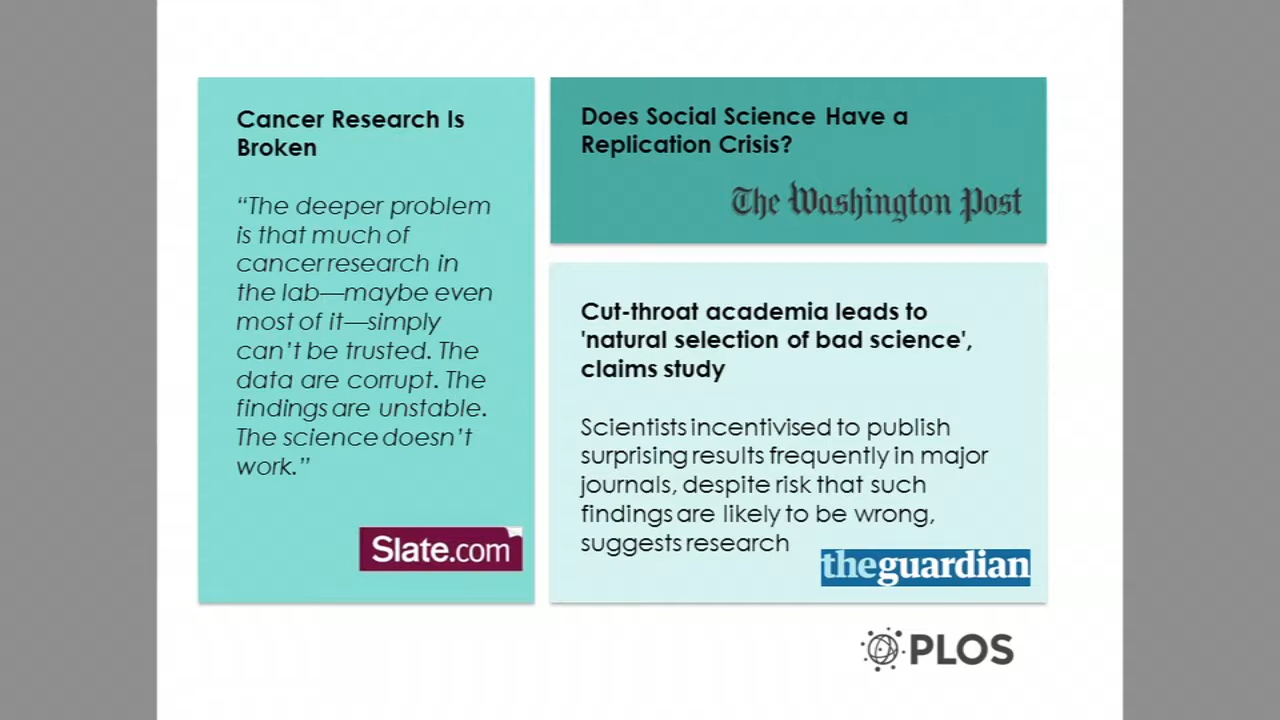 Cancer Research Is
Broken
“The deeper problem
is that much of
cancer research in
the lab—maybe even
most of it—simply
can’t be trusted. The
data are corrupt. The
findings are unstable.
The science doesn’t
work.”
Slate.com
Does Social Science Have a
Replication Crisis?
The Washington Post
Cut-throat academia leads to
'natural selection of bad science',
claims study
Scientists incentivised to publish
surprising results frequently in major
journals, despite risk that such
findings are likely to be wrong,
suggests research
theguardian
PLOS